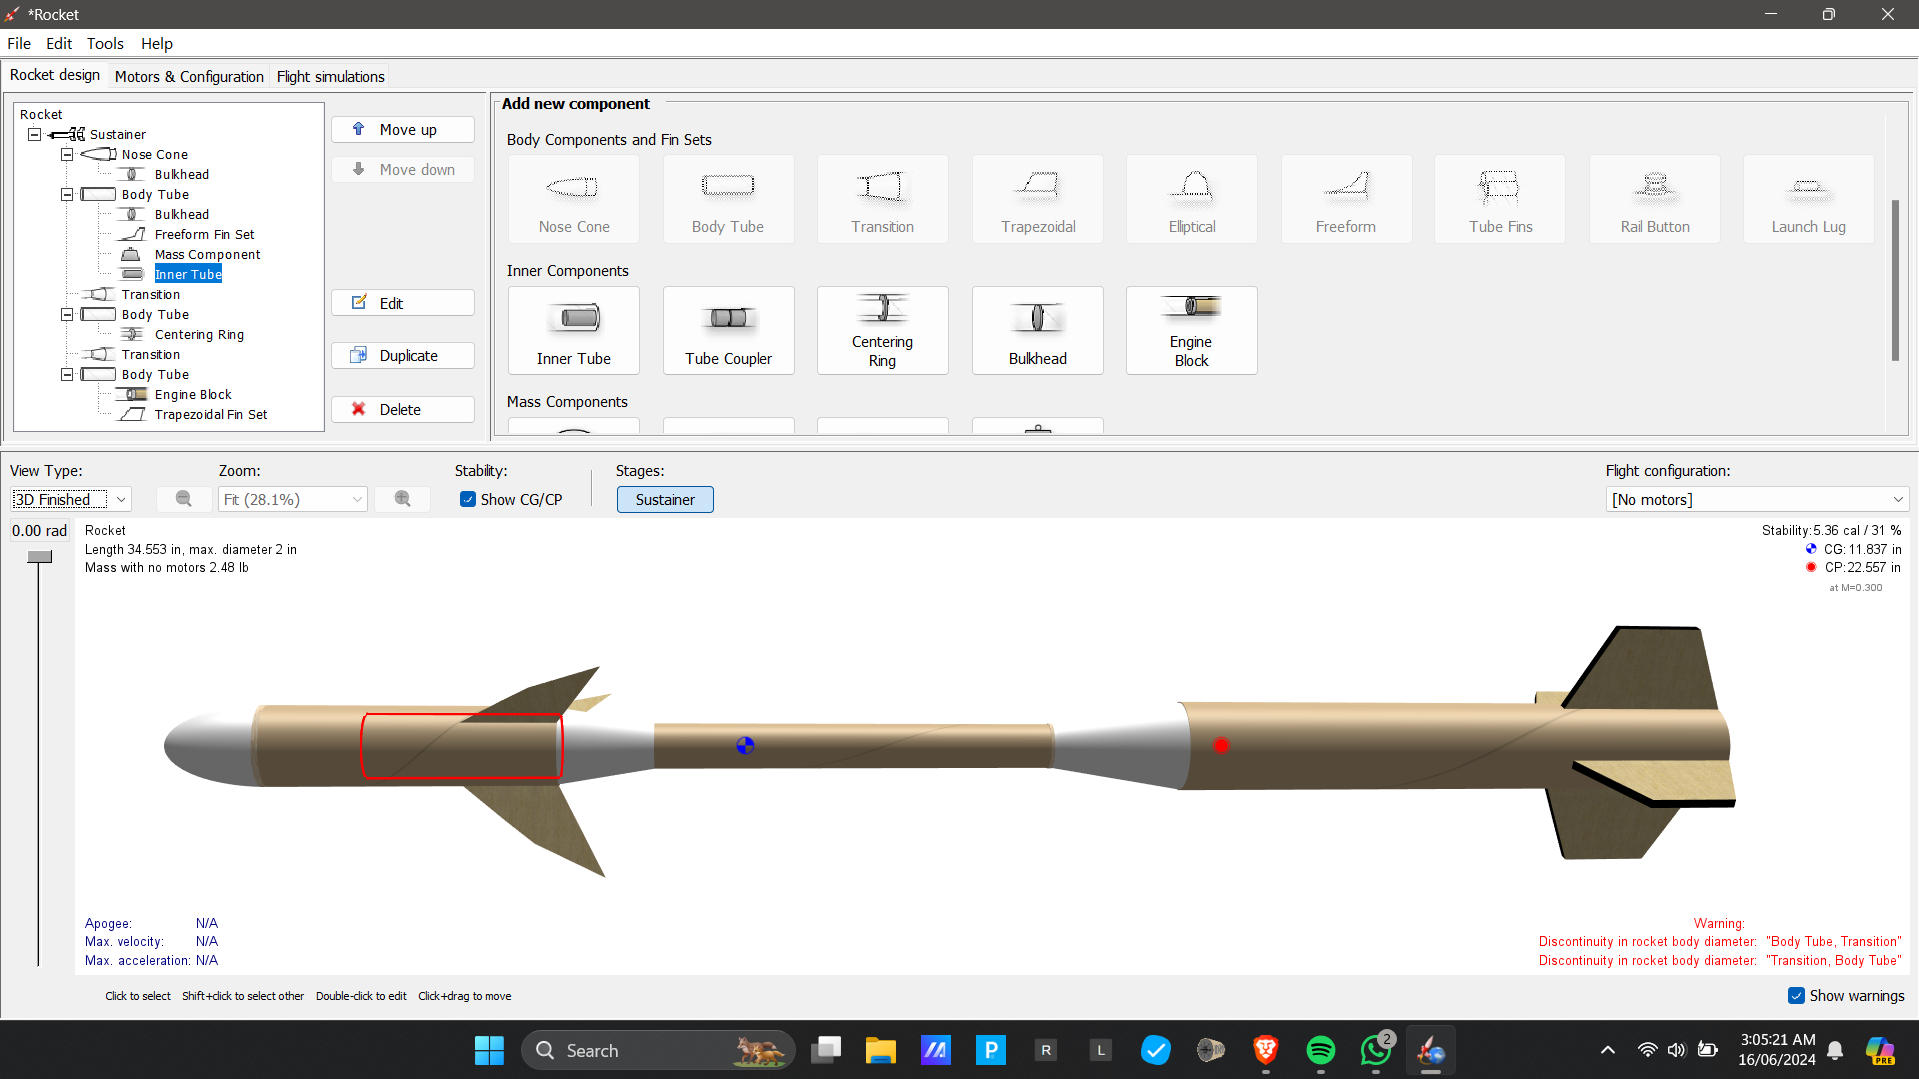 *Rocket
File Edit Tools Help
Rocket design Motors & Configuration Flight simulations
Rocket
Sustainer
Nose Cone
Bulkhead
Body Tube
Bulkhead
Freeform Fin Set
Mass Component
Inner Tube
Transition
Body Tube
Centering Ring
Transition
Body Tube
Engine Block
Trapezoidal Fin Set
Move up
Move down
Edit
Duplicate
Delete
Add new component
Body Components and Fin Sets
Nose Cone Body Tube Transition Trapezoidal Elliptical Freeform Tube Fins Rail Button Launch Lug
Inner Components
Inner Tube Tube Coupler Centering Ring Bulkhead Engine Block
Mass Components
View Type: Zoom: Stability: Stages: Flight configuration:
3D Finished Fit (28.1%) Show CG/CP Sustainer [No motors]
0.00 rad
Rocket
Length 34.553 in, max. diameter 2 in
Mass with no motors 2.48 lb
Stability:5.36 cal / 31 %
CG:11.837 in
CP:22.557 in
at M=0.300
Apogee: N/A
Max. velocity: N/A
Max. acceleration: N/A
Warning:
Discontinuity in rocket body diameter: "Body Tube, Transition"
Discontinuity in rocket body diameter: "Transition, Body Tube"
Click to select Shift+click to select other Double-click to edit Click+drag to move
Show warnings
Search
P
R
L
2
3:05:21 AM
16/06/2024
PRE